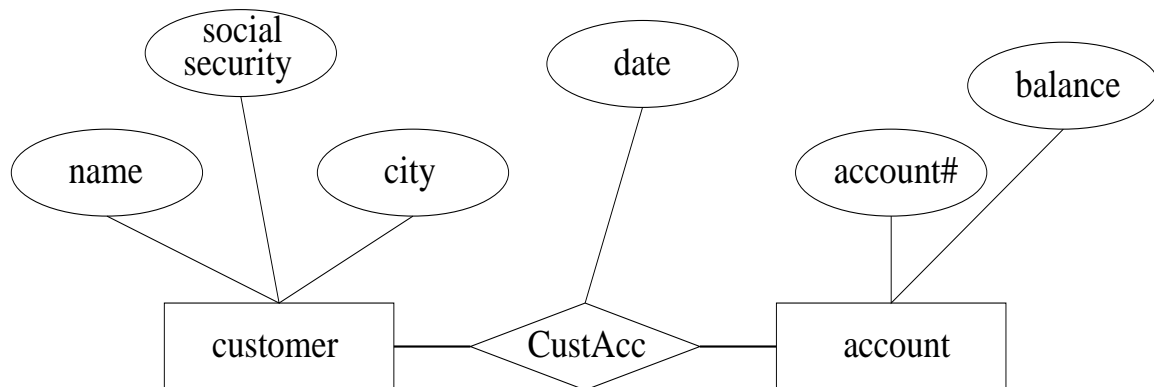 social
security
date
balance
name
city
account#
customer
CustAcc
account